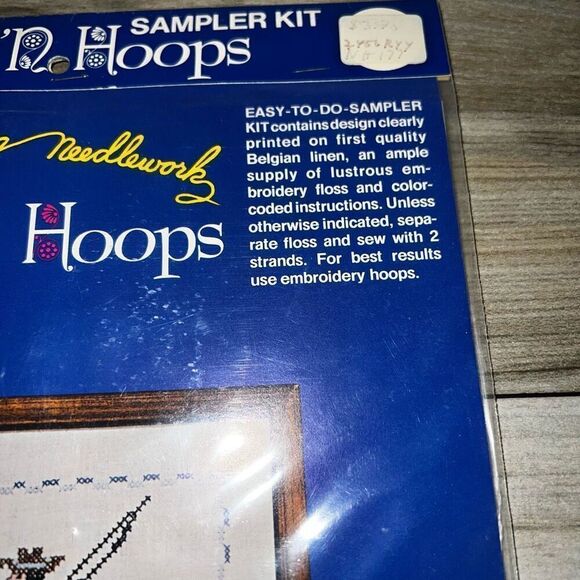 SAMPLER KIT
'N Hoops
Needlework
Hoops
EASY-TO-DO-SAMPLER
KIT contains design clearly
printed on first quality
Belgian linen, an ample
supply of lustrous em-
broidery floss and color-
coded instructions. Unless
otherwise indicated, sepa-
rate floss and sew with 2
strands. For best results
use embroidery hoops.